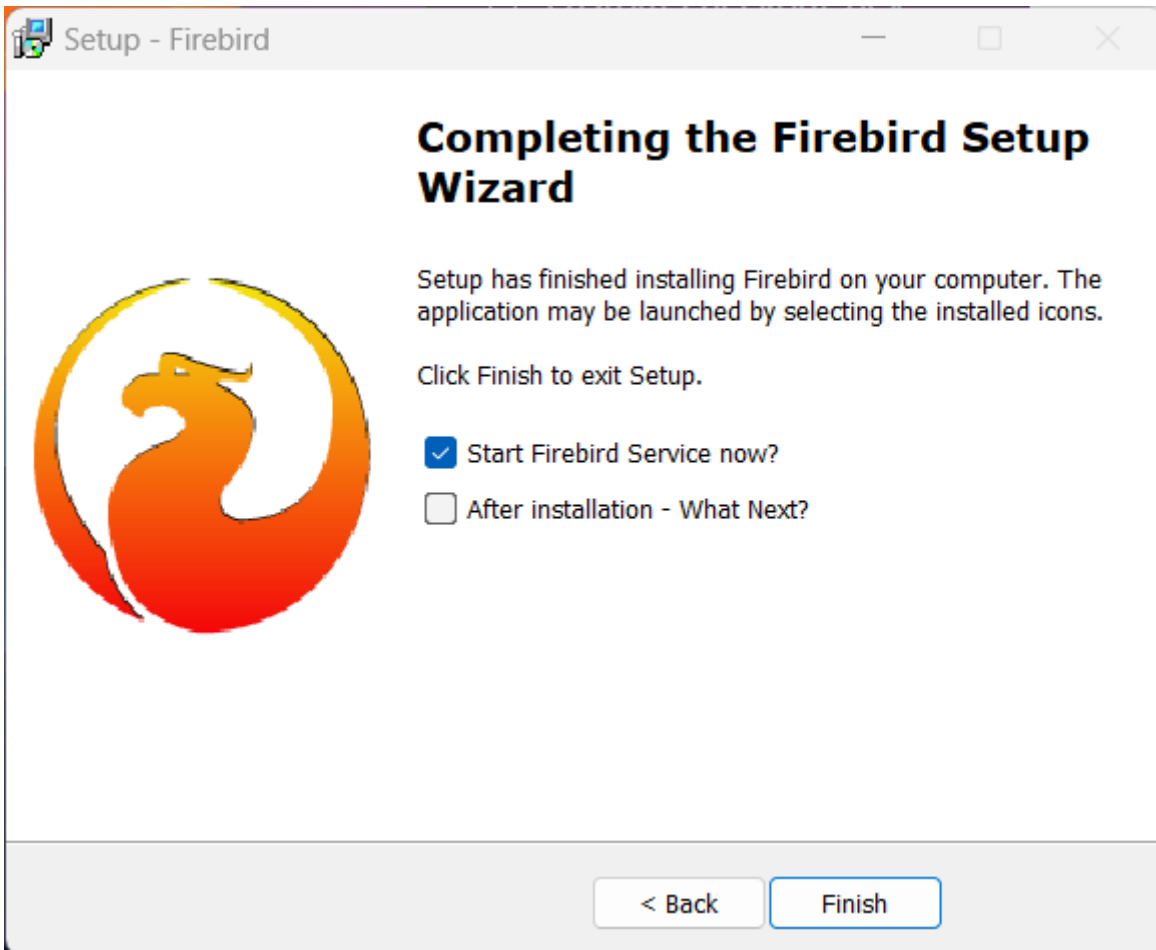 Setup - Firebird
Completing the Firebird Setup
Wizard
Setup has finished installing Firebird on your computer. The
application may be launched by selecting the installed icons.
Click Finish to exit Setup.
Start Firebird Service now?
After installation - What Next?
< Back
Finish